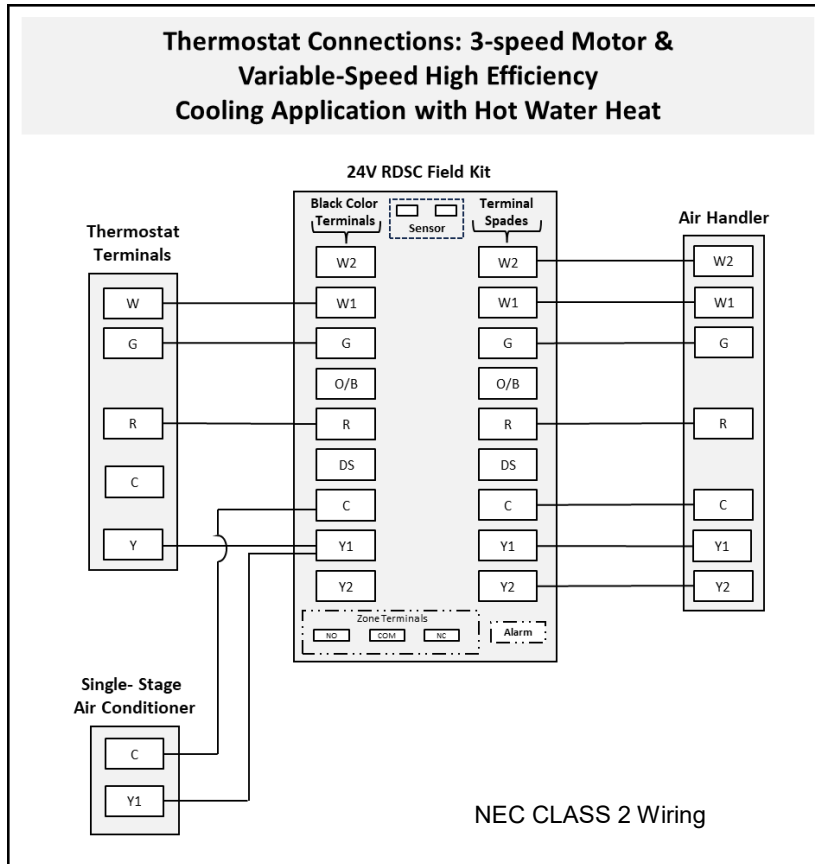 Thermostat Connections: 3-speed Motor &
Variable-Speed High Efficiency
Cooling Application with Hot Water Heat
24V RDSC Field Kit
Black Color
Terminals
Sensor
Terminal
Spades
Thermostat
Terminals
Air Handler
W
G
R
C
Y
W2
W1
G
O/B
R
DS
C
Y1
Y2
W2
W1
G
O/B
R
DS
C
Y1
Y2
W2
W1
G
R
C
Y1
Y2
Zone Terminals
NO
COM
NC
Alarm
Single- Stage
Air Conditioner
C
Y1
NEC CLASS 2 Wiring